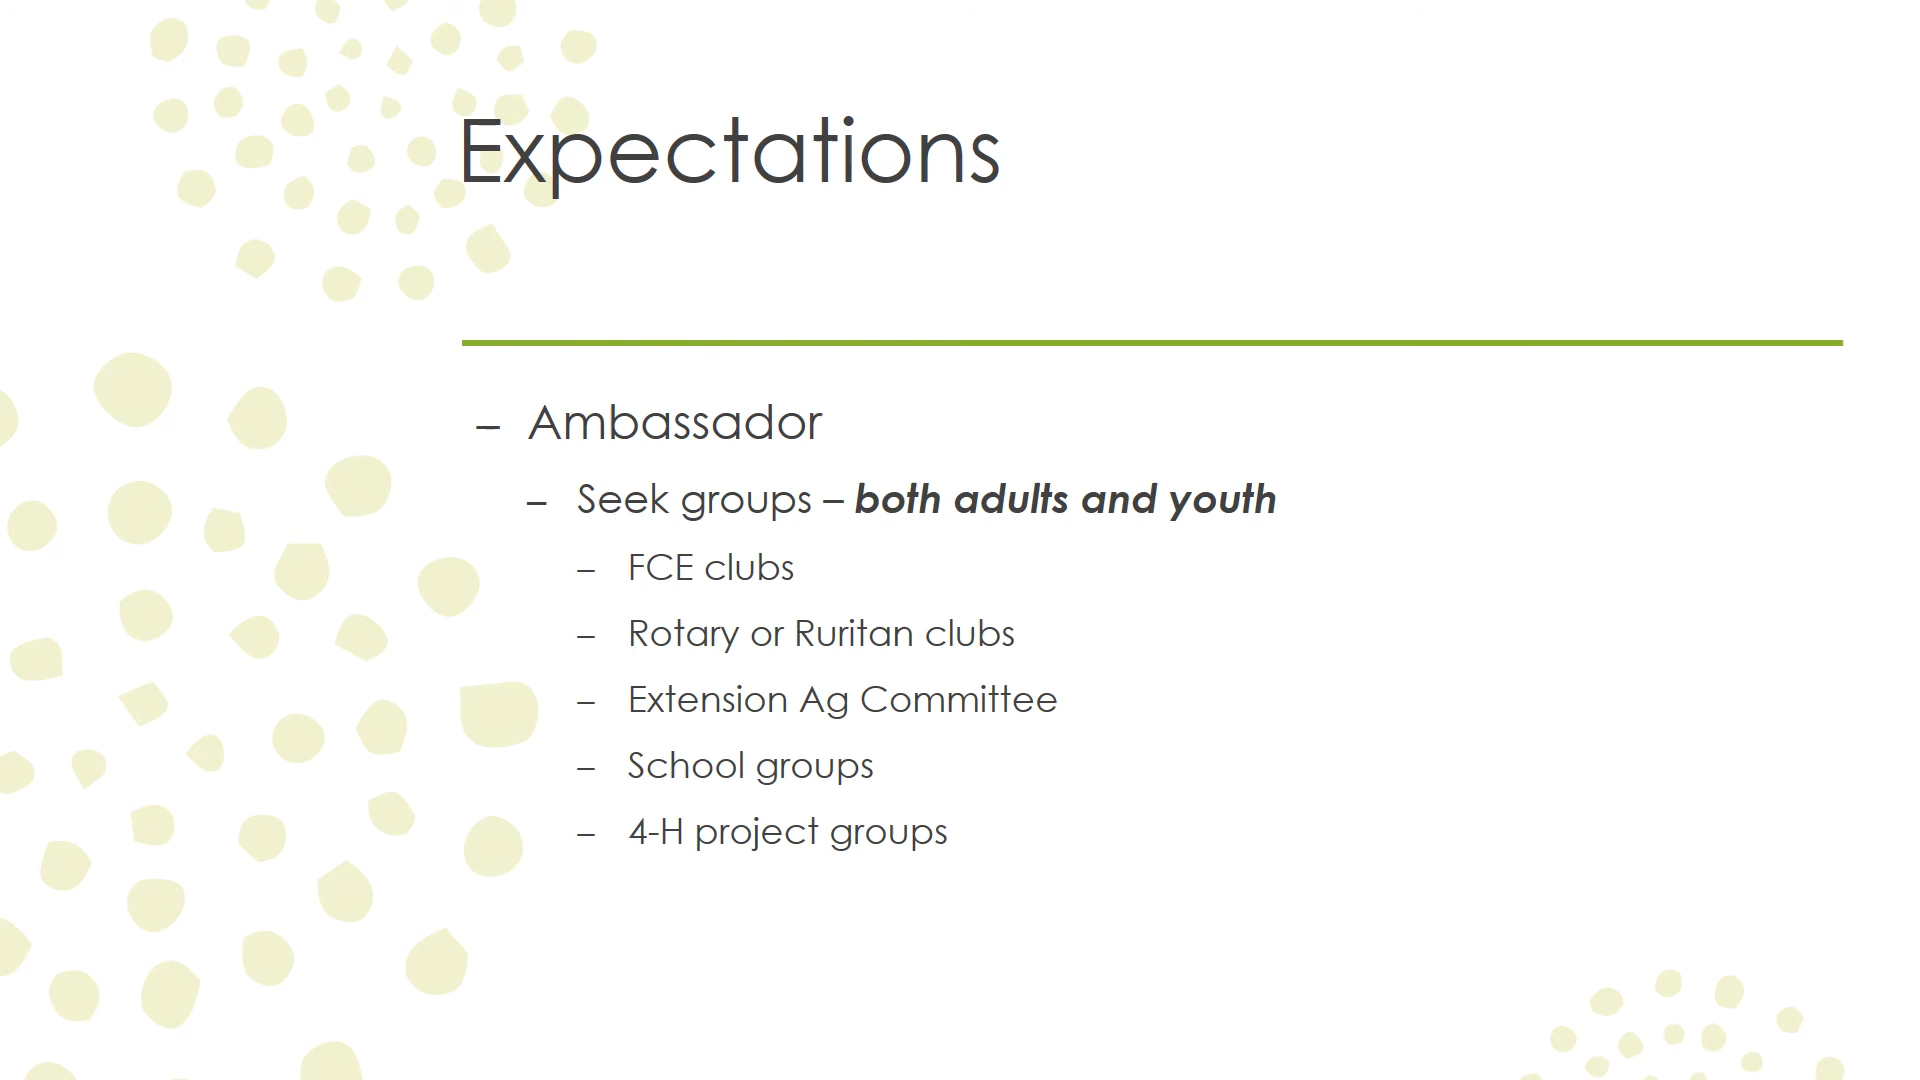 Expectations
– Ambassador
– Seek groups – both adults and youth
– FCE clubs
– Rotary or Ruritan clubs
– Extension Ag Committee
– School groups
– 4-H project groups